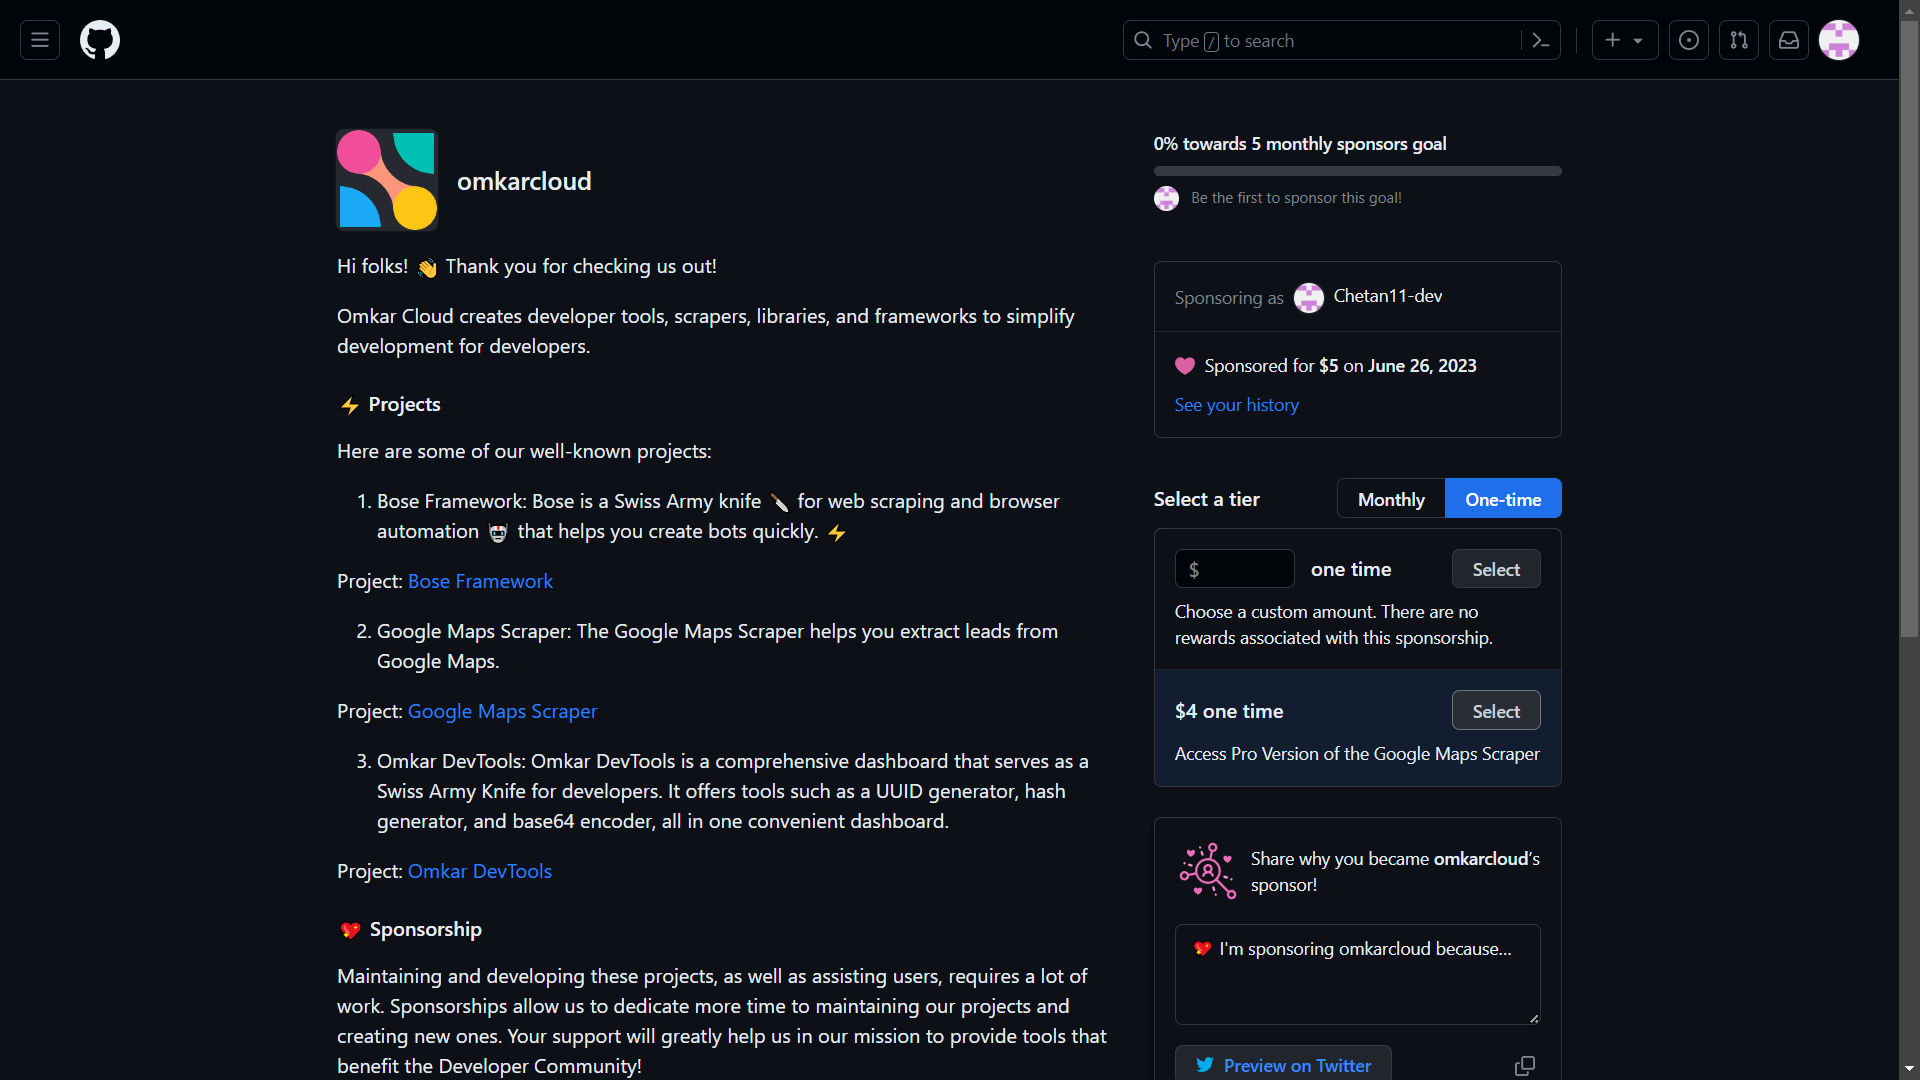 Type / to search
omkarcloud
Hi folks! 👋 Thank you for checking us out!
Omkar Cloud creates developer tools, scrapers, libraries, and frameworks to simplify
development for developers.
⚡ Projects
Here are some of our well-known projects:
1. Bose Framework: Bose is a Swiss Army knife 🔪 for web scraping and browser
automation 🤖 that helps you create bots quickly. ⚡
Project: Bose Framework
2. Google Maps Scraper: The Google Maps Scraper helps you extract leads from
Google Maps.
Project: Google Maps Scraper
3. Omkar DevTools: Omkar DevTools is a comprehensive dashboard that serves as a
Swiss Army Knife for developers. It offers tools such as a UUID generator, hash
generator, and base64 encoder, all in one convenient dashboard.
Project: Omkar DevTools
💖 Sponsorship
Maintaining and developing these projects, as well as assisting users, requires a lot of
work. Sponsorships allow us to dedicate more time to maintaining our projects and
creating new ones. Your support will greatly help us in our mission to provide tools that
benefit the Developer Community!
0% towards 5 monthly sponsors goal
Be the first to sponsor this goal!
Sponsoring as Chetan11-dev
Sponsored for $5 on June 26, 2023
See your history
Select a tier Monthly One-time
$ one time Select
Choose a custom amount. There are no
rewards associated with this sponsorship.
$4 one time Select
Access Pro Version of the Google Maps Scraper
Share why you became omkarcloud's
sponsor!
💖 I'm sponsoring omkarcloud because...
Preview on Twitter